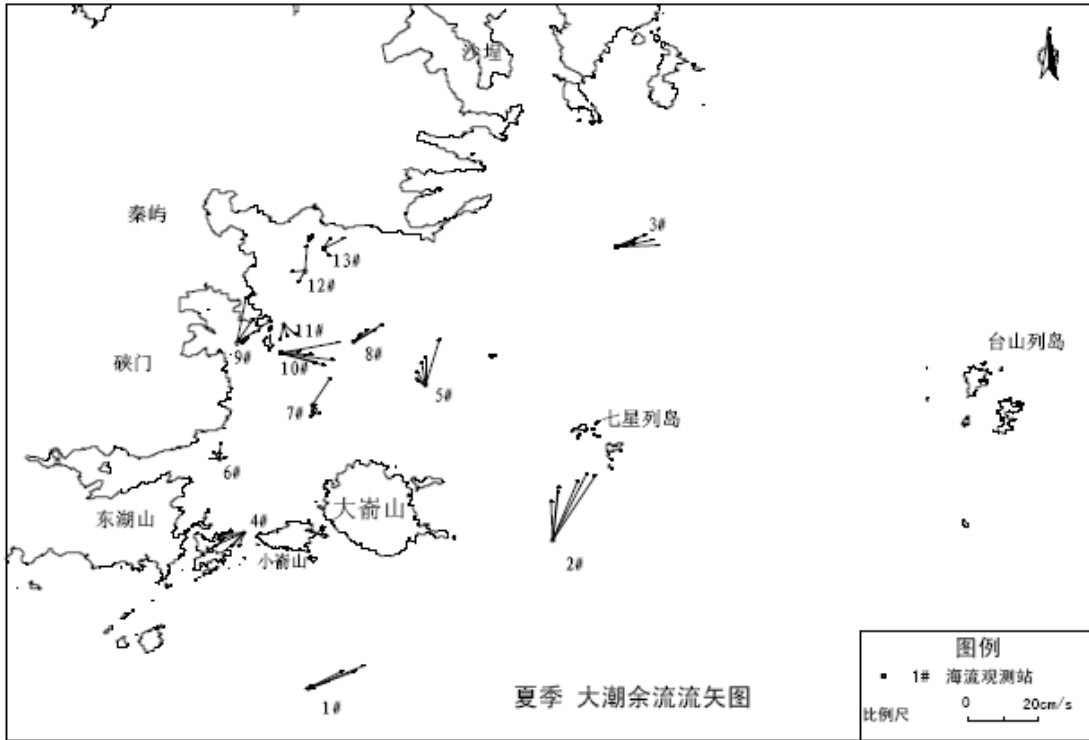 沙埕
秦屿
3#
13#
12#
11#
9#
10#
8#
硖门
台山列岛
5#
7#
七星列岛
6#
东湖山
4#
大嵛山
小嵛山
2#
1#
夏季 大潮余流流矢图
图例
1# 海流观测站
比例尺
0 20cm/s